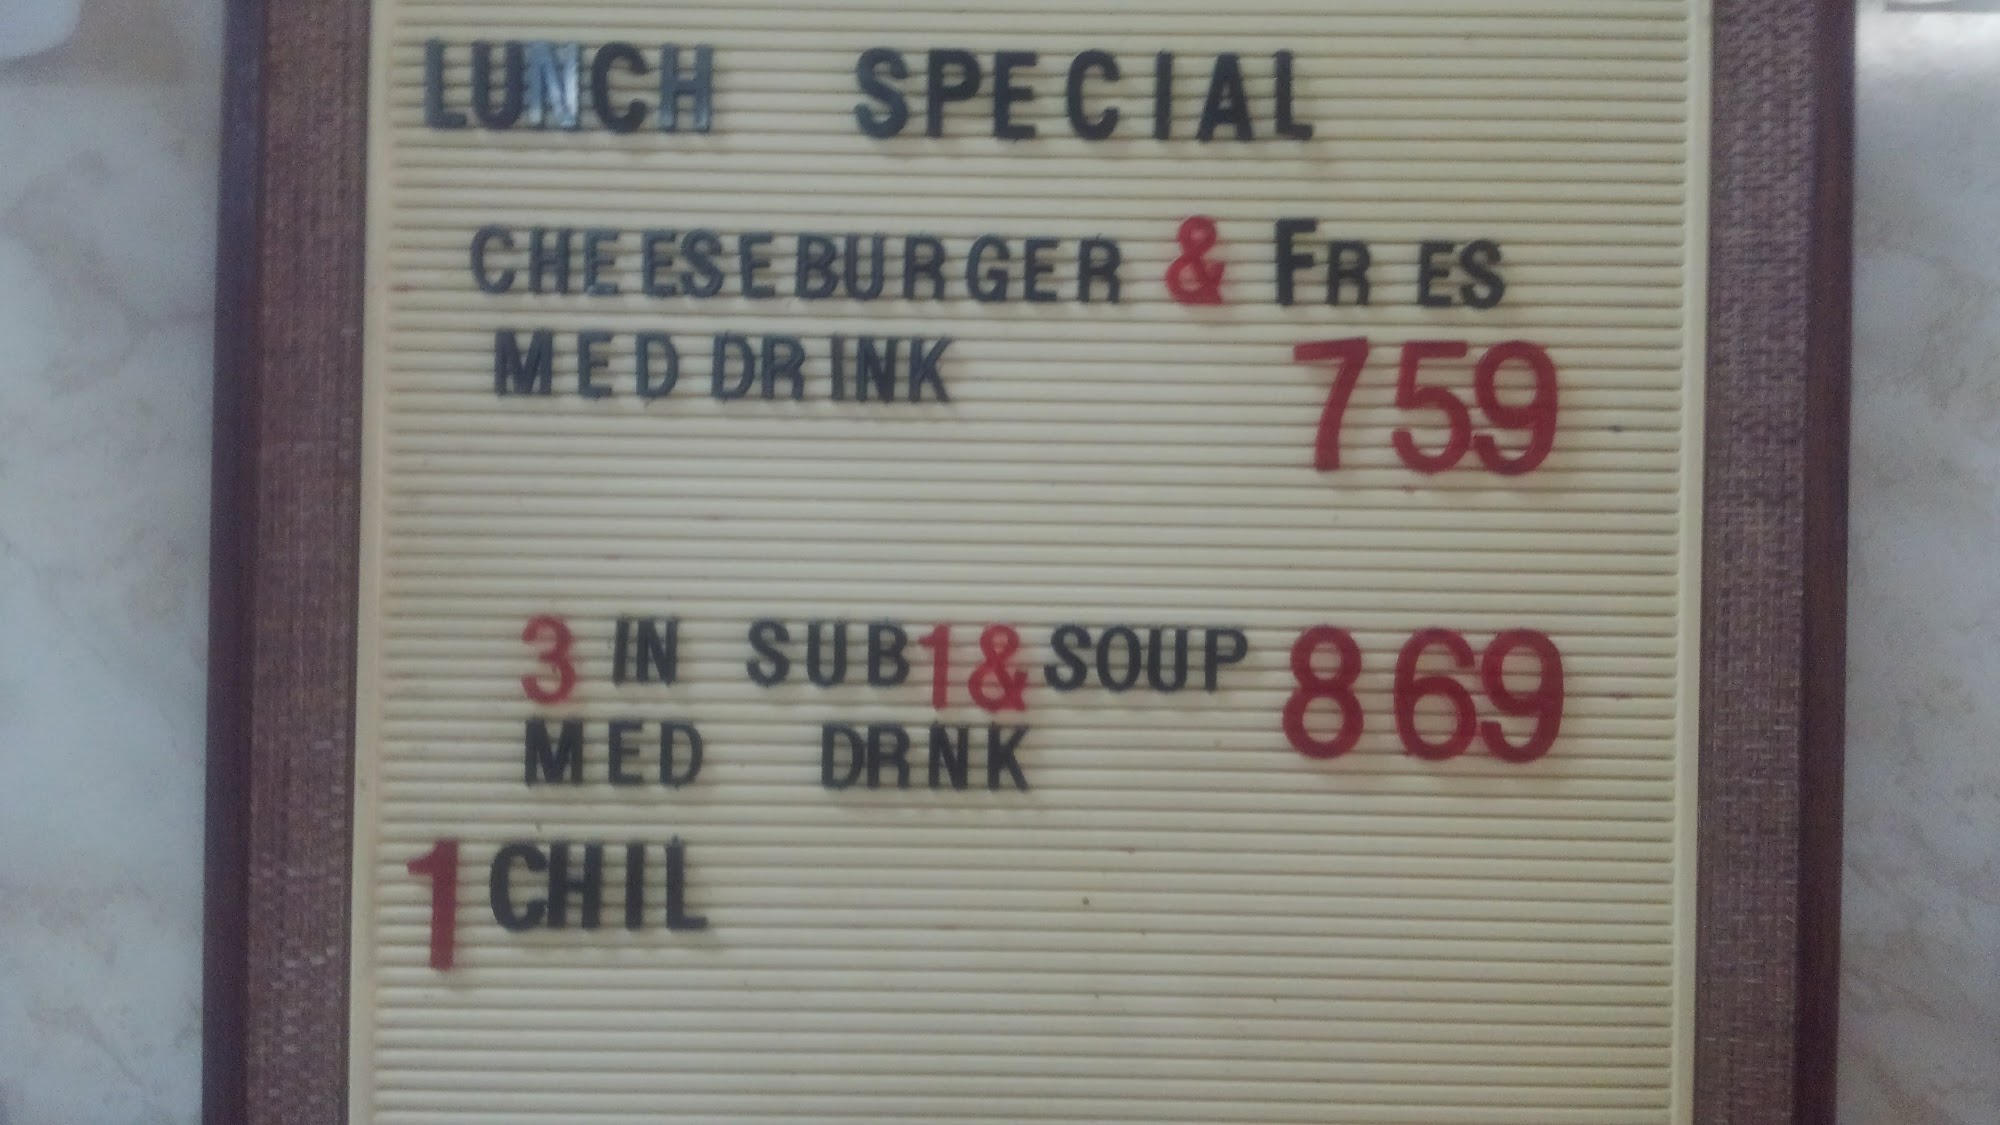 LUNCH SPECIAL
CHEESEBURGER & FR ES
MED DRINK 759
3 IN SUB 1 & SOUP 869
MED DRNK
1 CHIL